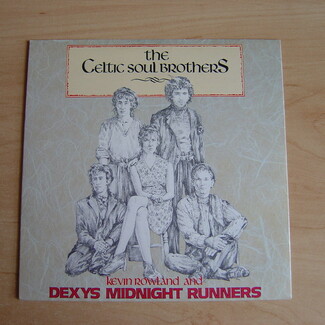 the
Celtic Soul Brothers
Kevin Rowland and
DEXYS MIDNIGHT RUNNERS